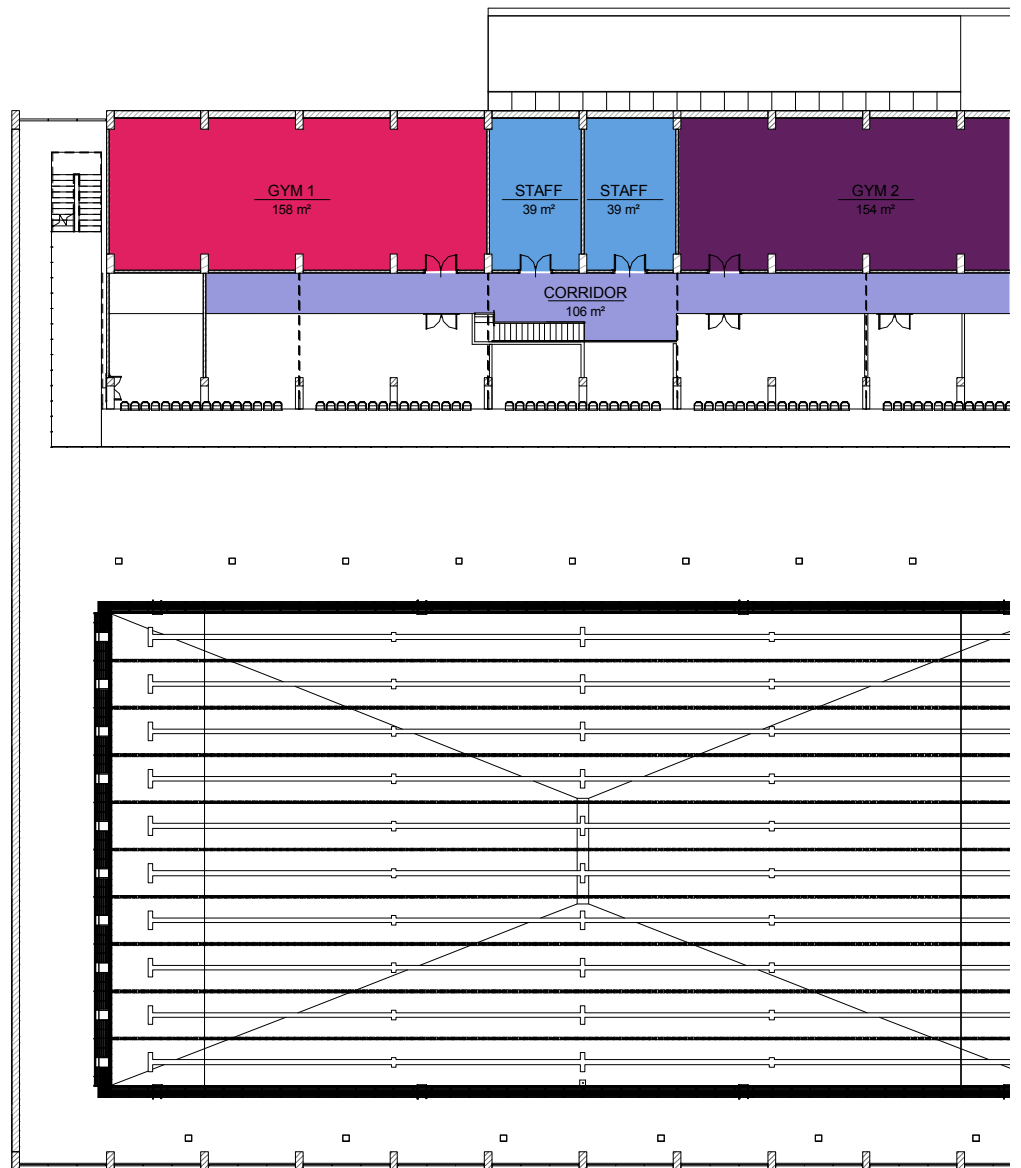 GYM 1
158 m²
STAFF
39 m²
STAFF
39 m²
GYM 2
154 m²
CORRIDOR
106 m²